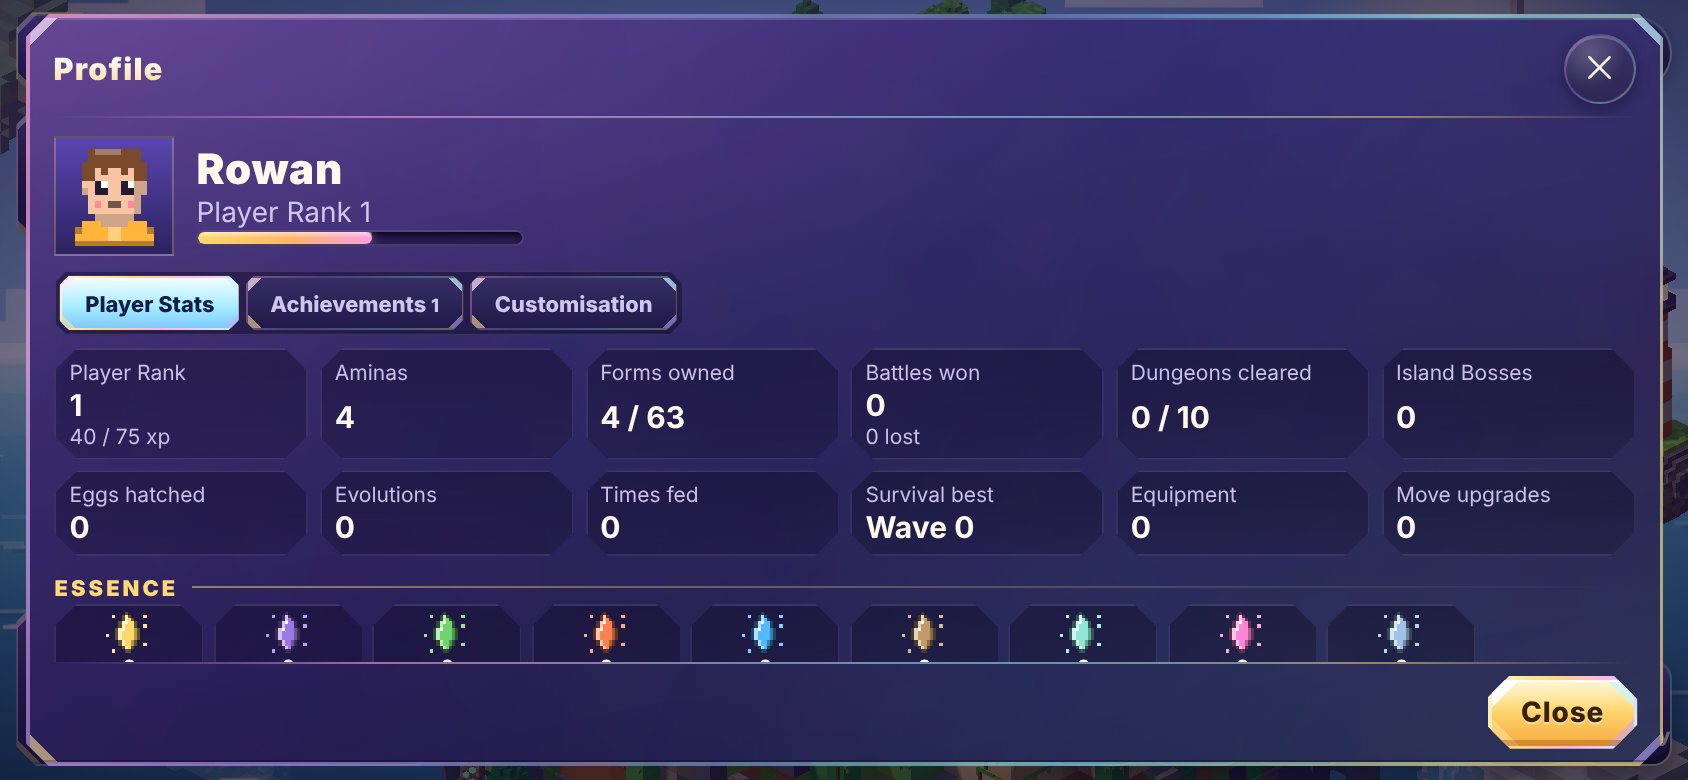 Profile
Rowan
Player Rank 1
Player Stats
Achievements 1
Customisation
Player Rank
1
40 / 75 xp
Aminas
4
Forms owned
4 / 63
Battles won
0
0 lost
Dungeons cleared
0 / 10
Island Bosses
0
Eggs hatched
0
Evolutions
0
Times fed
0
Survival best
Wave 0
Equipment
0
Move upgrades
0
ESSENCE
Close